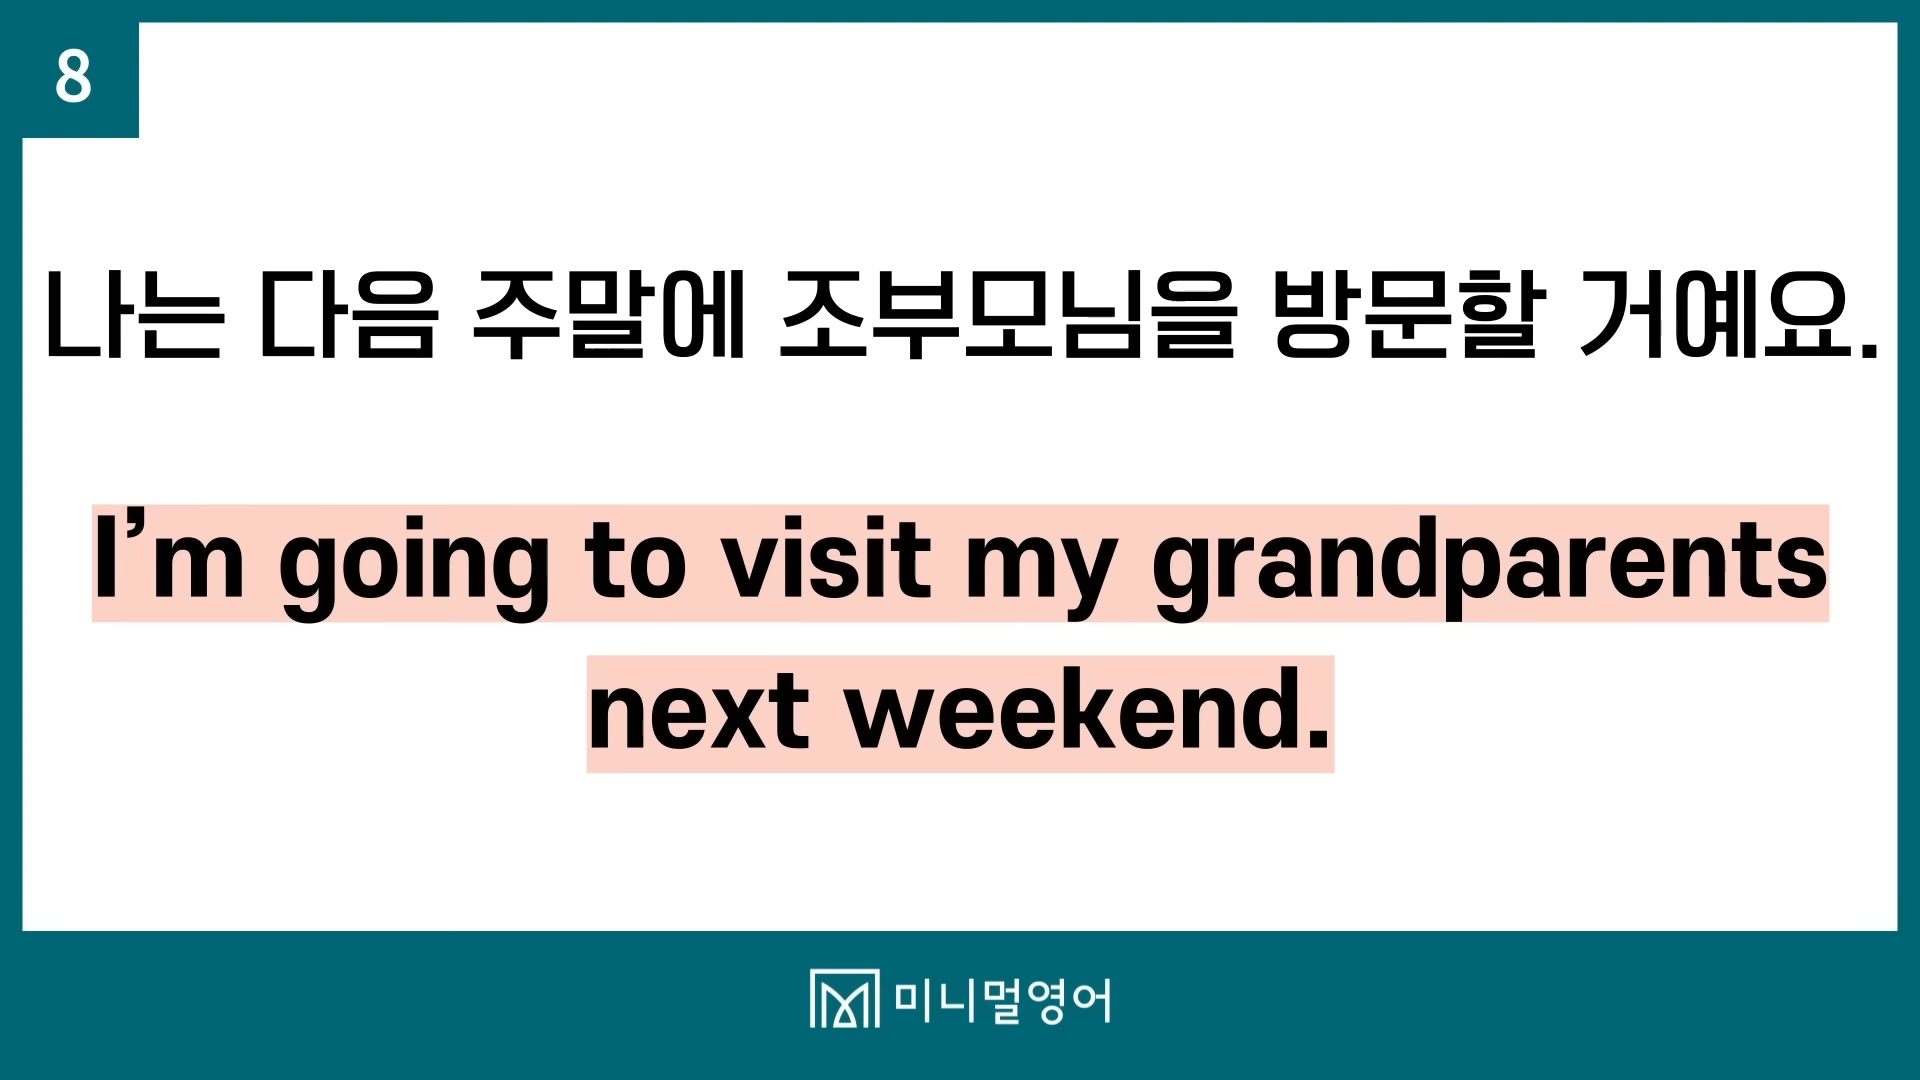 8
나는 다음 주말에 조부모님을 방문할 거예요.
I’m going to visit my grandparents
next weekend.
미니멀영어